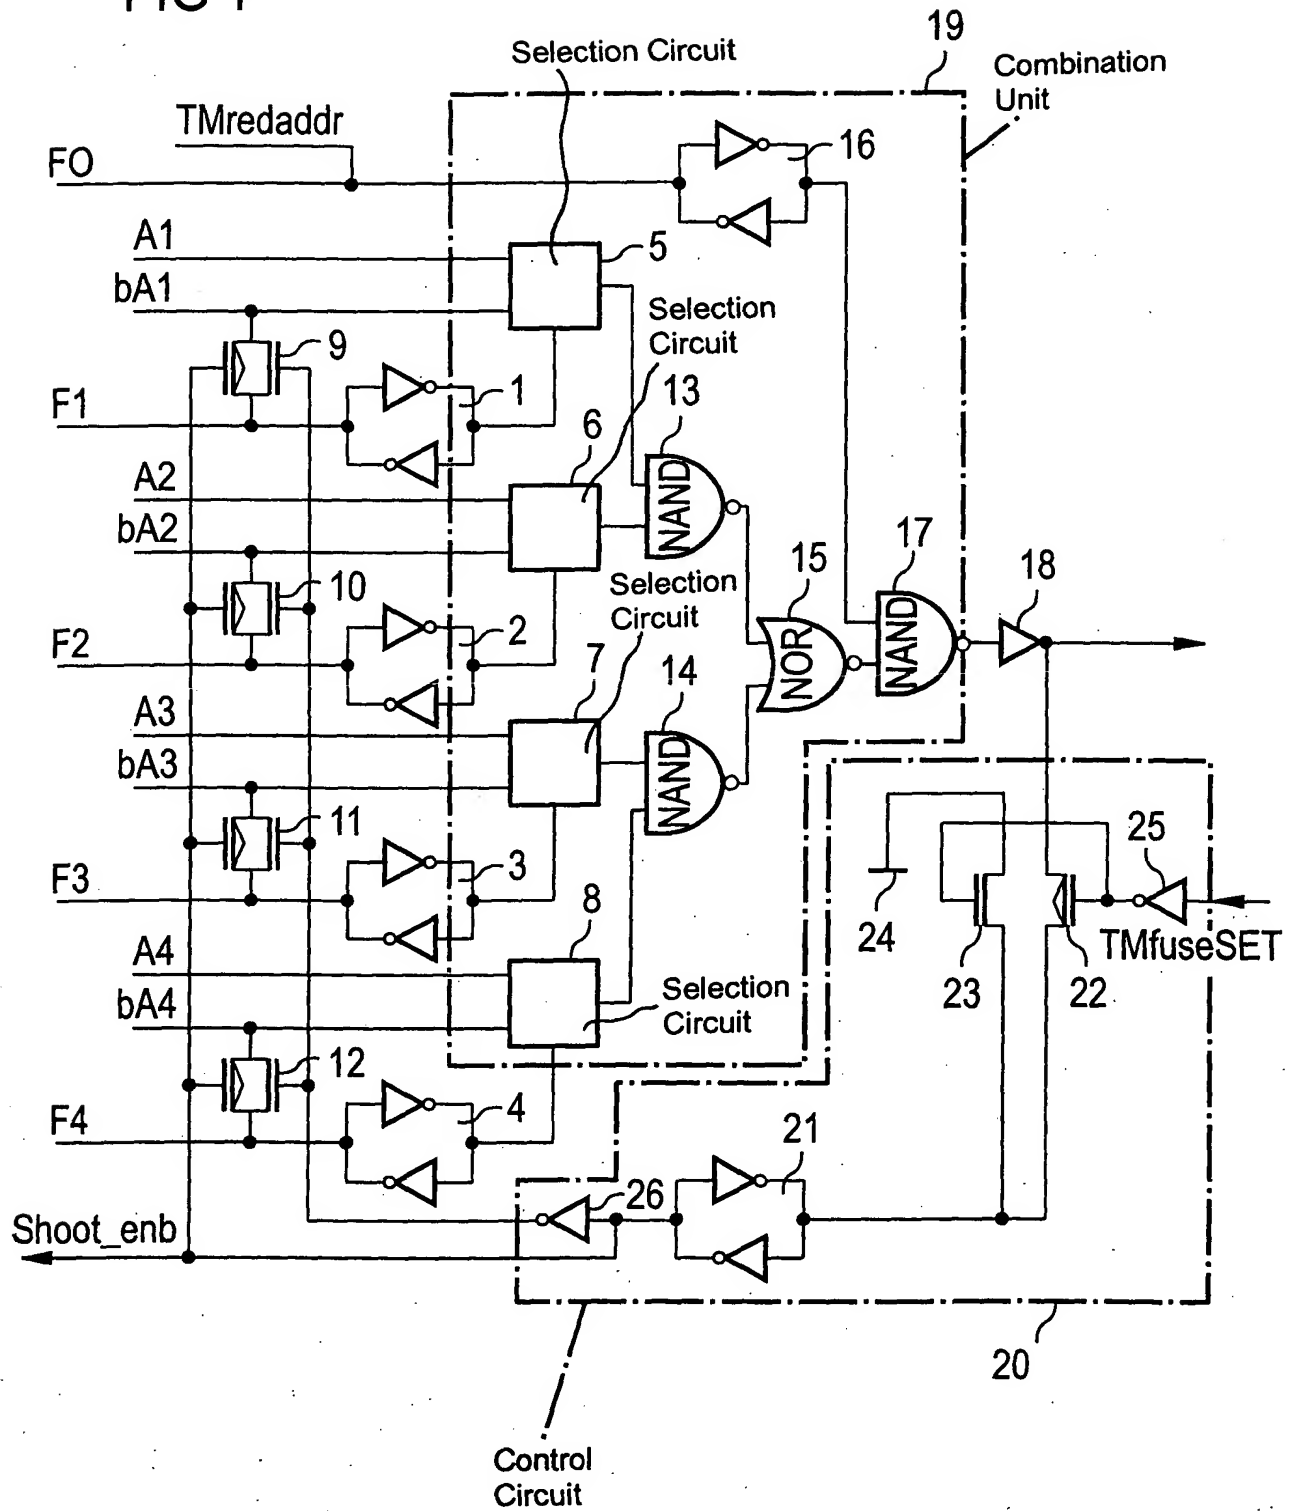 FIG 1
19
Selection Circuit
Combination
Unit
TMredaddr
FO
16
A1
5
bA1
Selection
Circuit
9
13
F1
1
6
A2
NAND
bA2
17
15
18
Selection
Circuit
10
2
F2
NOR
NAND
7
14
A3
bA3
NAND
11
25
3
F3
8
24
TMfuseSET
A4
23
22
Selection
Circuit
bA4
12
4
F4
21
26
Shoot_enb
20
Control
Circuit